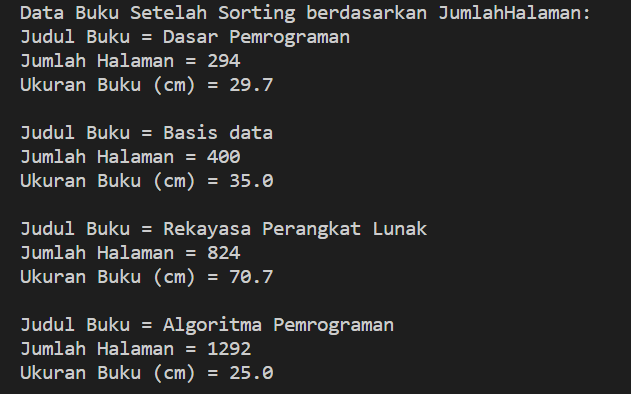 Data Buku Setelah Sorting berdasarkan JumlahHalaman:
Judul Buku = Dasar Pemrograman
Jumlah Halaman = 294
Ukuran Buku (cm) = 29.7

Judul Buku = Basis data
Jumlah Halaman = 400
Ukuran Buku (cm) = 35.0

Judul Buku = Rekayasa Perangkat Lunak
Jumlah Halaman = 824
Ukuran Buku (cm) = 70.7

Judul Buku = Algoritma Pemrograman
Jumlah Halaman = 1292
Ukuran Buku (cm) = 25.0